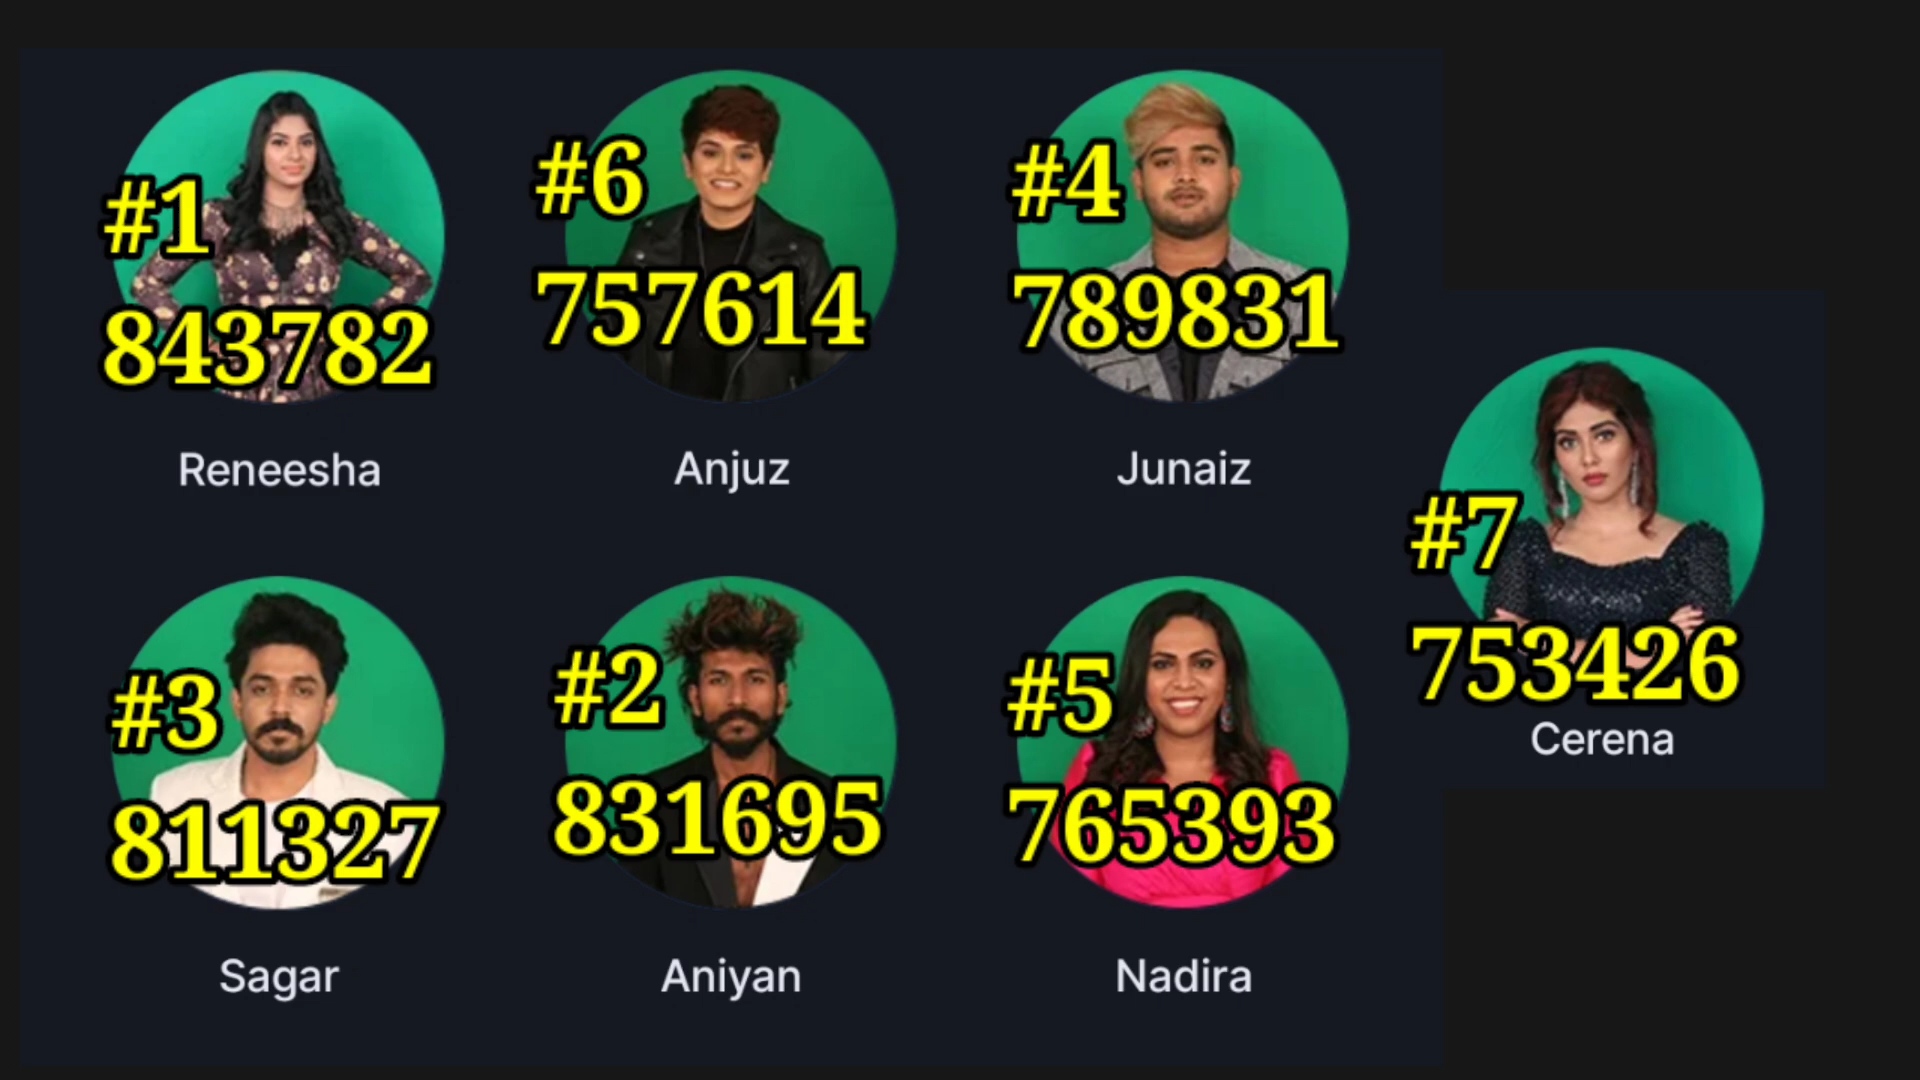 #1
843782
Reneesha
#6
757614
Anjuz
#4
789831
Junaiz
#3
811327
Sagar
#2
831695
Aniyan
#5
765393
Nadira
#7
753426
Cerena